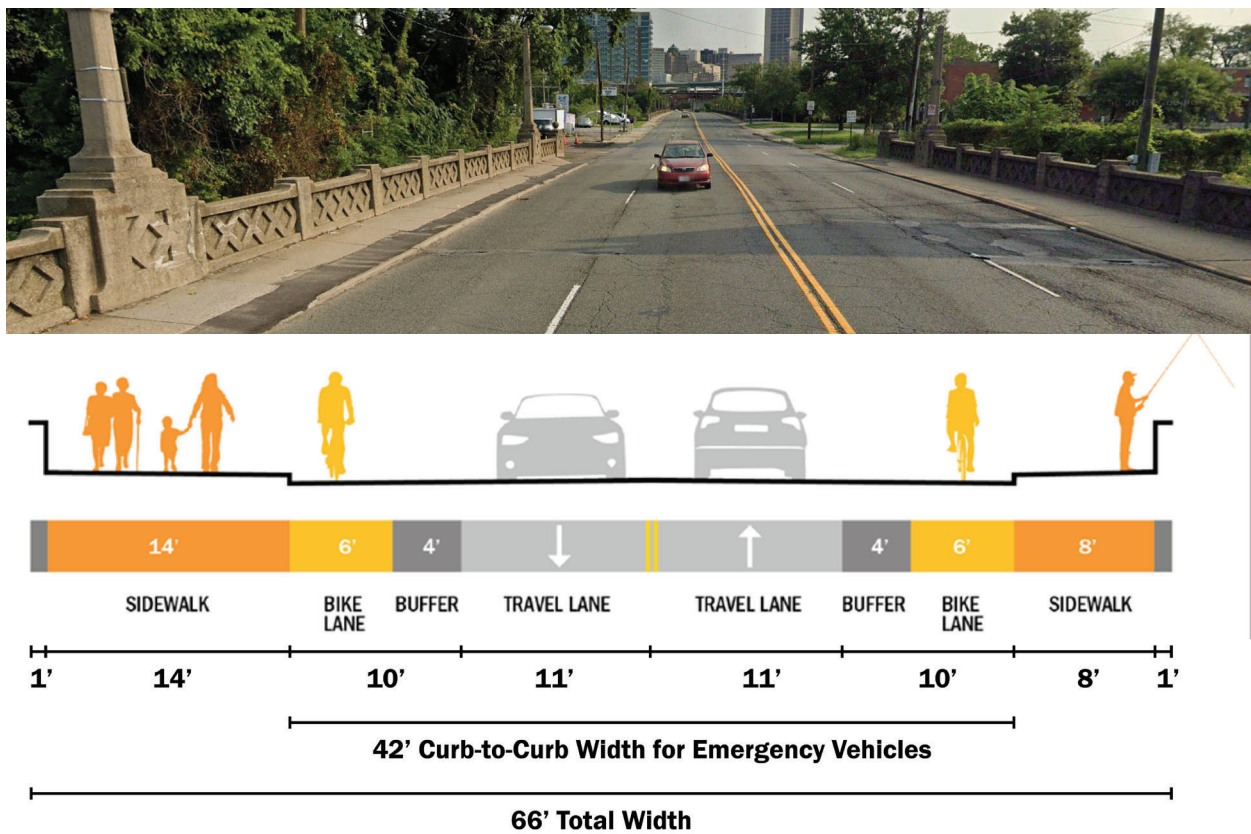 14’ 6’ 4’ 4’ 6’ 8’
SIDEWALK BIKE LANE BUFFER TRAVEL LANE TRAVEL LANE BUFFER BIKE LANE SIDEWALK
1’ 14’ 10’ 11’ 11’ 10’ 8’ 1’
42’ Curb-to-Curb Width for Emergency Vehicles
66’ Total Width